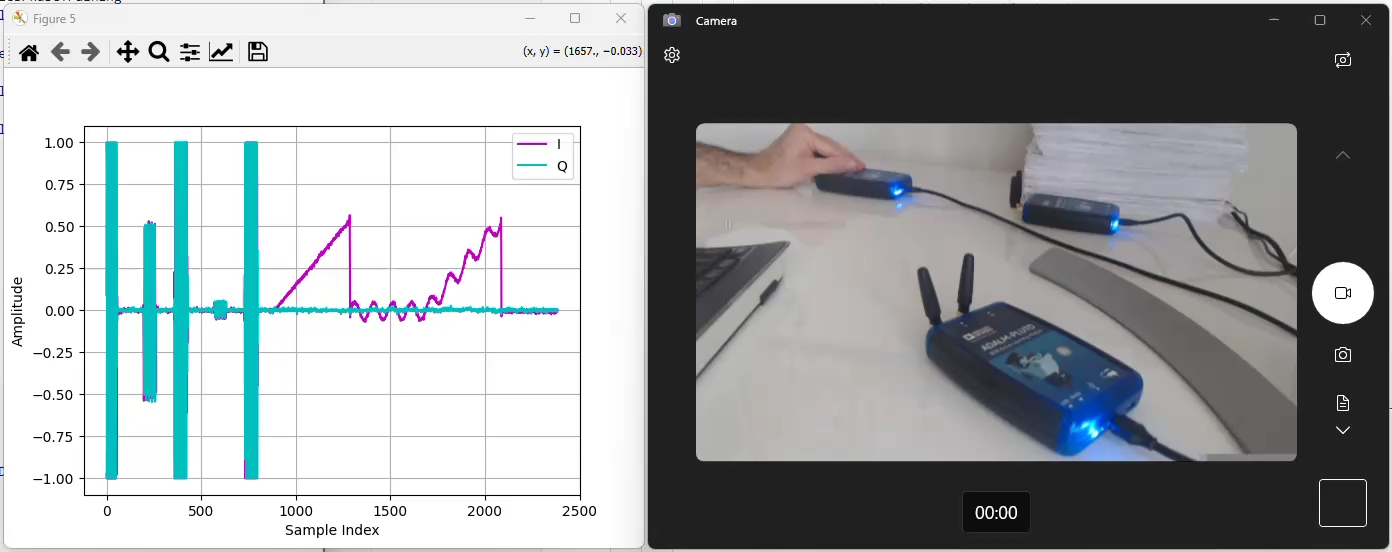 Figure 5
(x, y) = (1657., −0.033)
1.00
0.75
0.50
0.25
0.00
−0.25
−0.50
−0.75
−1.00
Amplitude
I
Q
0
500
1000
1500
2000
2500
Sample Index
Camera
ADALM-PLUTO
00:00